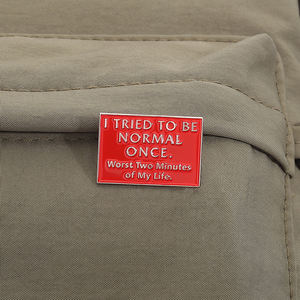 I TRIED TO BE
NORMAL
ONCE.
Worst Two Minutes
of My Life.